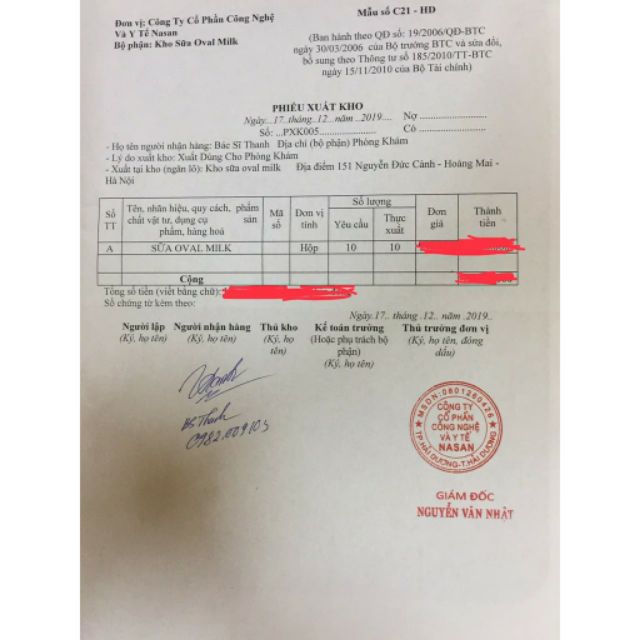 Đơn vị: Công Ty Cổ Phần Công Nghệ
Và Y Tế Nasan
Bộ phận: Kho Sữa Oval Milk
Mẫu số C21 - HD
(Ban hành theo QĐ số: 19/2006/QĐ-BTC
ngày 30/03/2006 của Bộ trưởng BTC và sửa đổi,
bổ sung theo Thông tư số 185/2010/TT-BTC
ngày 15/11/2010 của Bộ Tài chính)
PHIẾU XUẤT KHO
Ngày..17..tháng..12..năm ..2019....
Số: ...PXK005....................
Nợ ........................
Có ........................
- Họ tên người nhận hàng: Bác Sĩ Thanh Địa chỉ (bộ phận) Phòng Khám
- Lý do xuất kho: Xuất Dùng Cho Phòng Khám
- Xuất tại kho (ngăn lô): Kho sữa oval milk Địa điểm 151 Nguyễn Đức Cảnh - Hoàng Mai -
Hà Nội
Số TT
Tên, nhãn hiệu, quy cách, phẩm chất vật tư, dụng cụ sản phẩm, hàng hoá
Mã số
Đơn vị tính
Số lượng
Yêu cầu
Thực xuất
Đơn giá
Thành tiền
A SỮA OVAL MILK Hộp 10 10
Cộng
Tổng số tiền (viết bằng chữ):
Số chứng từ kèm theo:
Ngày..17.. tháng .12.. năm ..2019..
Người lập Người nhận hàng Thủ kho Kế toán trưởng Thủ trưởng đơn vị
(Ký, họ tên) (Ký, họ tên) (Ký, họ tên) (Hoặc phụ trách bộ phận) (Ký, họ tên) (Ký, họ tên, đóng dấu)
BS Thanh
MSDN:0801260426
CÔNG TY
CỔ PHẦN
CÔNG NGHỆ
VÀ Y TẾ
NASAN
TP.HẢI DƯƠNG-T.HẢI DƯƠNG
GIÁM ĐỐC
NGUYỄN VĂN NHẬT